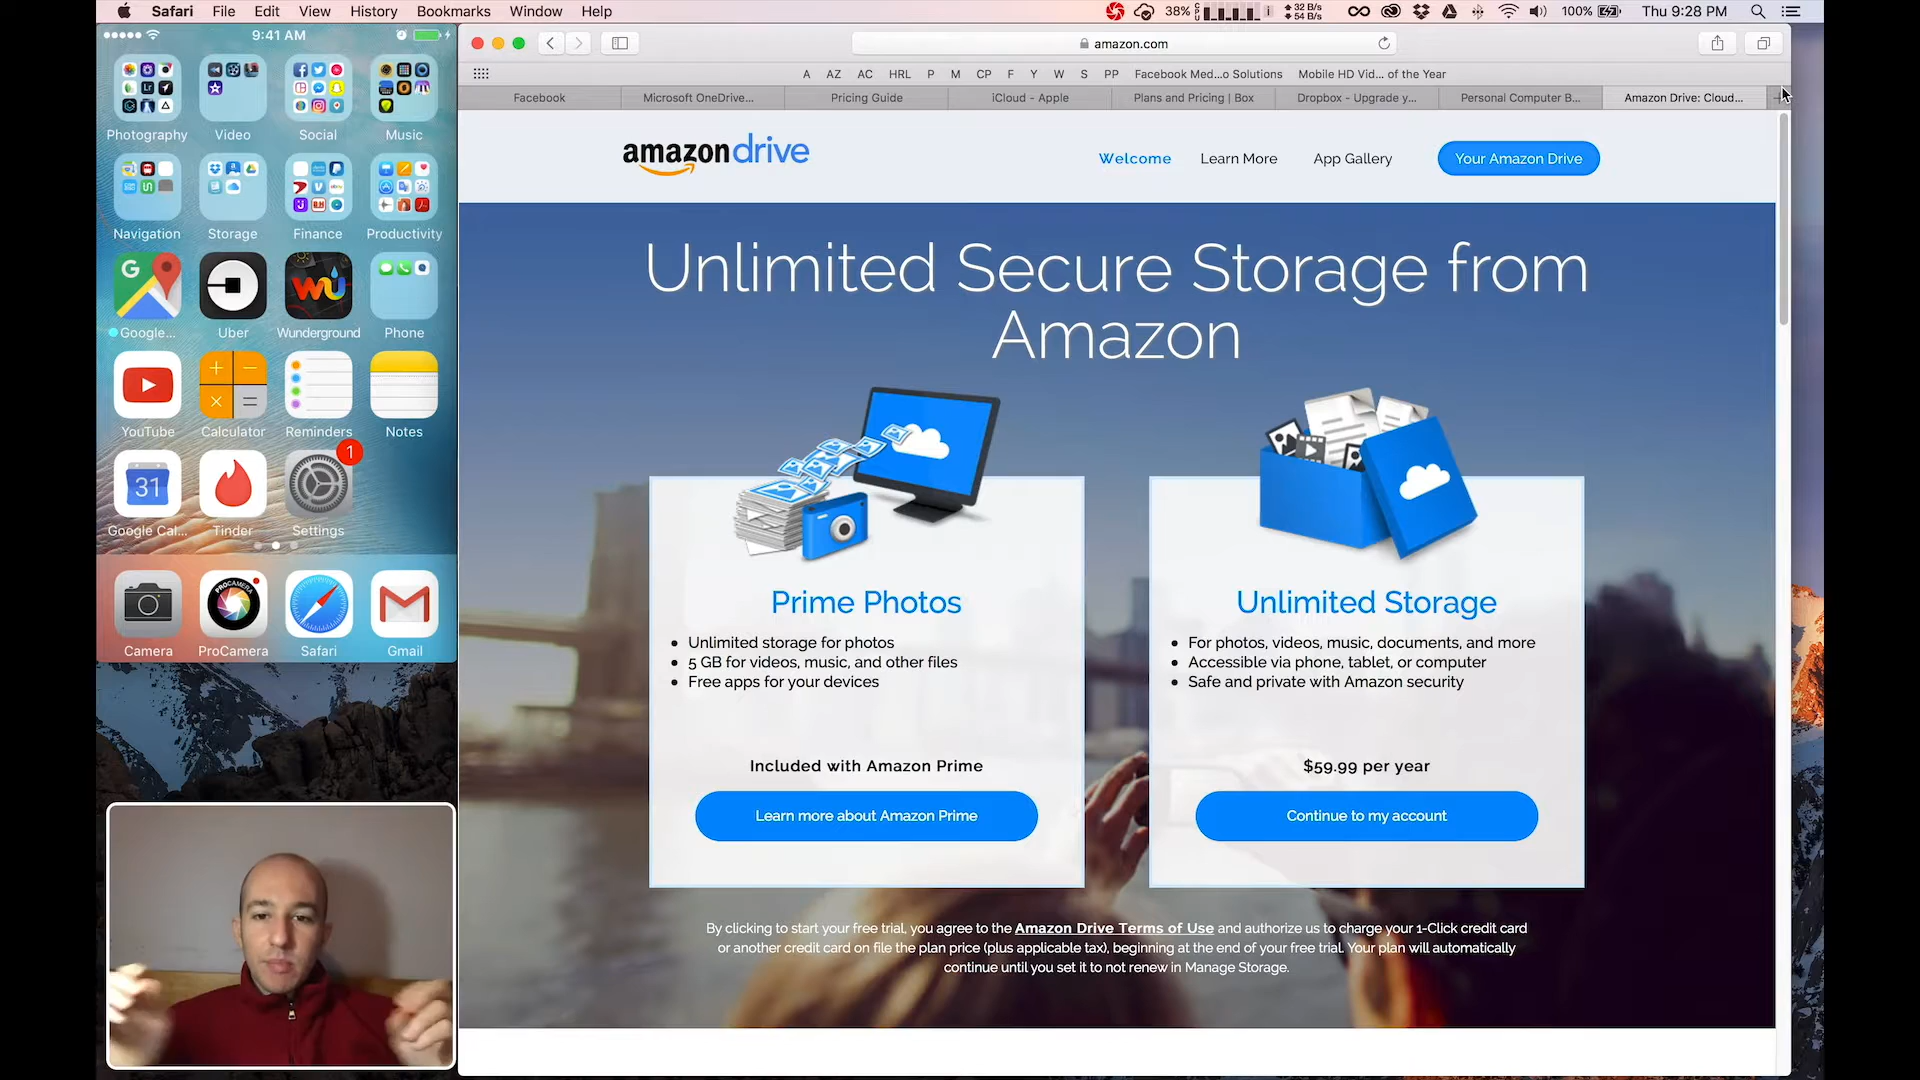 Safari File Edit View History Bookmarks Window Help
38% 32 B/s 54 B/s 100% Thu 9:28 PM
9:41 AM
Photography Video Social Music
Navigation Storage Finance Productivity
Google... Uber Wunderground Phone
YouTube Calculator Reminders Notes
31
1
Google Cal... Tinder Settings
Camera ProCamera Safari Gmail
amazon.com
A AZ AC HRL P M CP F Y W S PP Facebook Med...o Solutions Mobile HD Vid... of the Year
Facebook Microsoft OneDrive... Pricing Guide iCloud - Apple Plans and Pricing | Box Dropbox - Upgrade y... Personal Computer B... Amazon Drive: Cloud...
amazon drive
Welcome Learn More App Gallery Your Amazon Drive
Unlimited Secure Storage from
Amazon
Prime Photos
• Unlimited storage for photos
• 5 GB for videos, music, and other files
• Free apps for your devices
Included with Amazon Prime
Learn more about Amazon Prime
Unlimited Storage
• For photos, videos, music, documents, and more
• Accessible via phone, tablet, or computer
• Safe and private with Amazon security
$59.99 per year
Continue to my account
By clicking to start your free trial, you agree to the Amazon Drive Terms of Use and authorize us to charge your 1-Click credit card
or another credit card on file the plan price (plus applicable tax), beginning at the end of your free trial. Your plan will automatically
continue until you set it to not renew in Manage Storage.